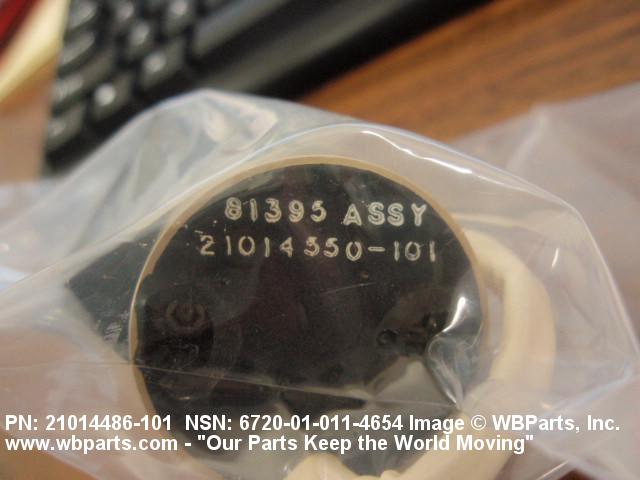 81395 ASSY
21014550-101
PN: 21014486-101 NSN: 6720-01-011-4654 Image © WBParts, Inc.
www.wbparts.com - "Our Parts Keep the World Moving"